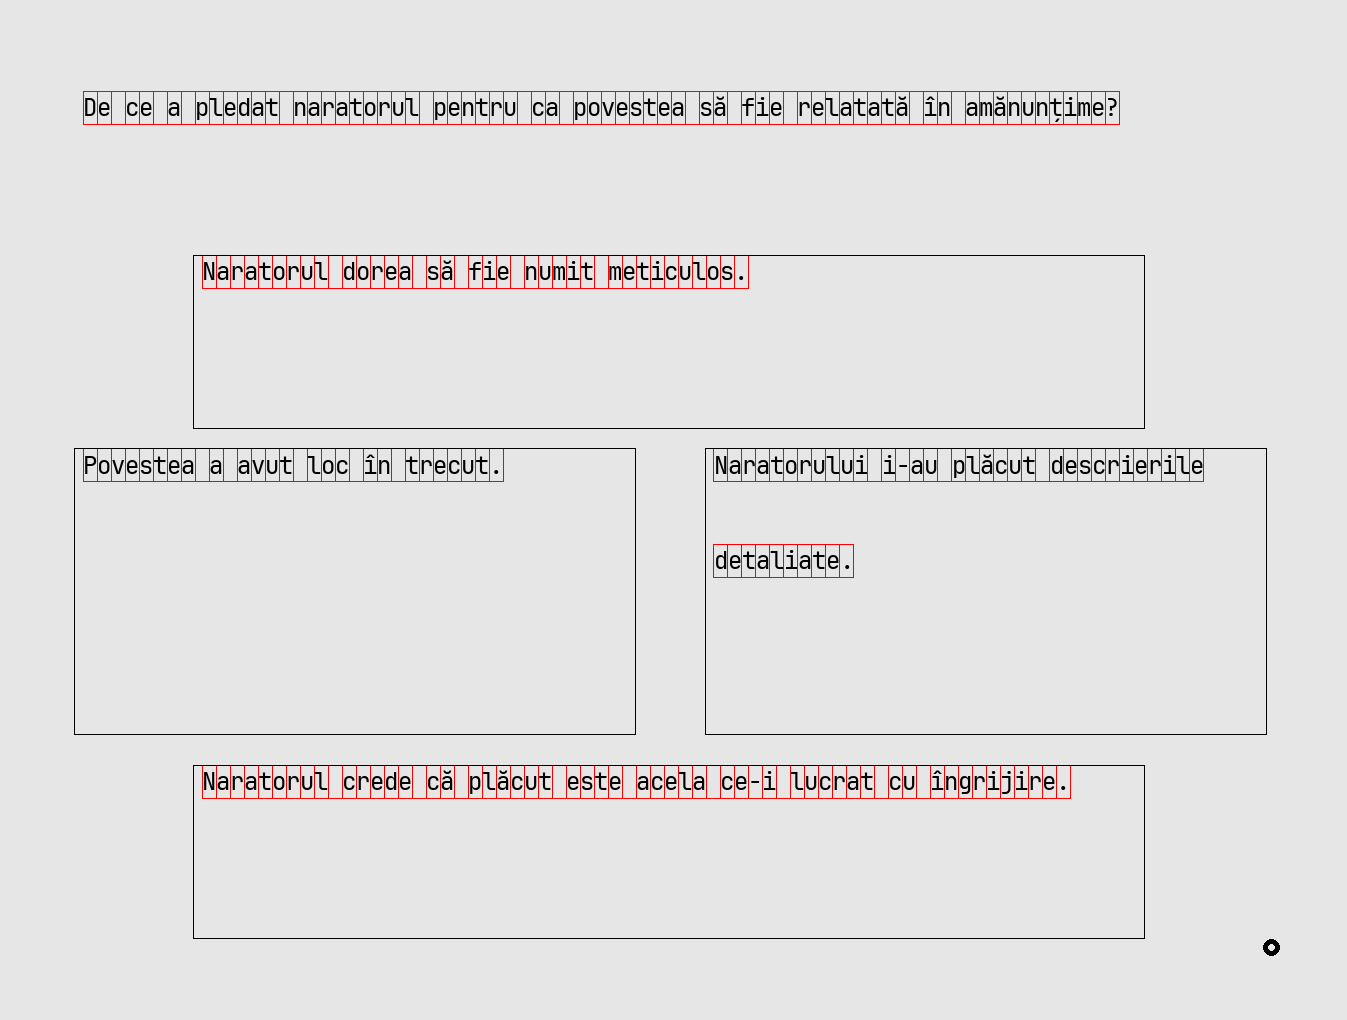 De ce a pledat naratorul pentru ca povestea să fie relatată în amănunțime?
Naratorul dorea să fie numit meticulos.
Povestea a avut loc în trecut.
Naratorului i-au plăcut descrierile
detaliate.
Naratorul crede că plăcut este acela ce-i lucrat cu îngrijire.